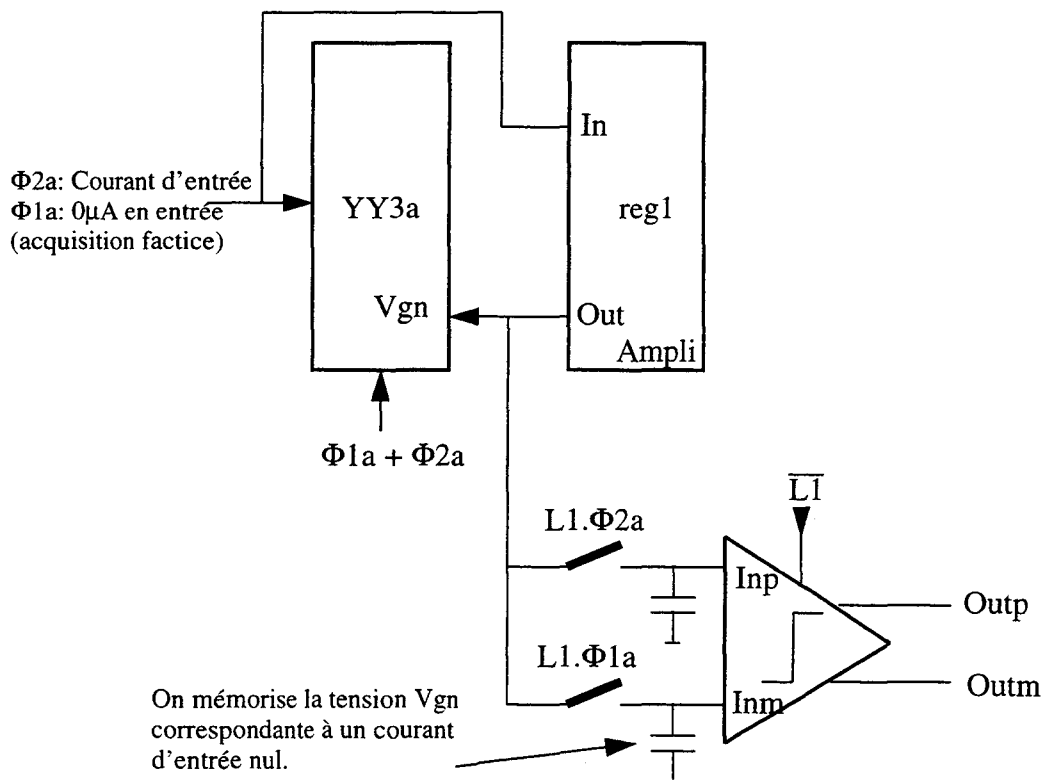 In
Φ2a: Courant d'entrée
Φ1a: 0µA en entrée
(acquisition factice)
YY3a
reg1
Vgn
Out
Ampli
Φ1a + Φ2a
L1
L1.Φ2a
Inp
Outp
L1.Φ1a
Inm
Outm
On mémorise la tension Vgn
correspondante à un courant
d'entrée nul.